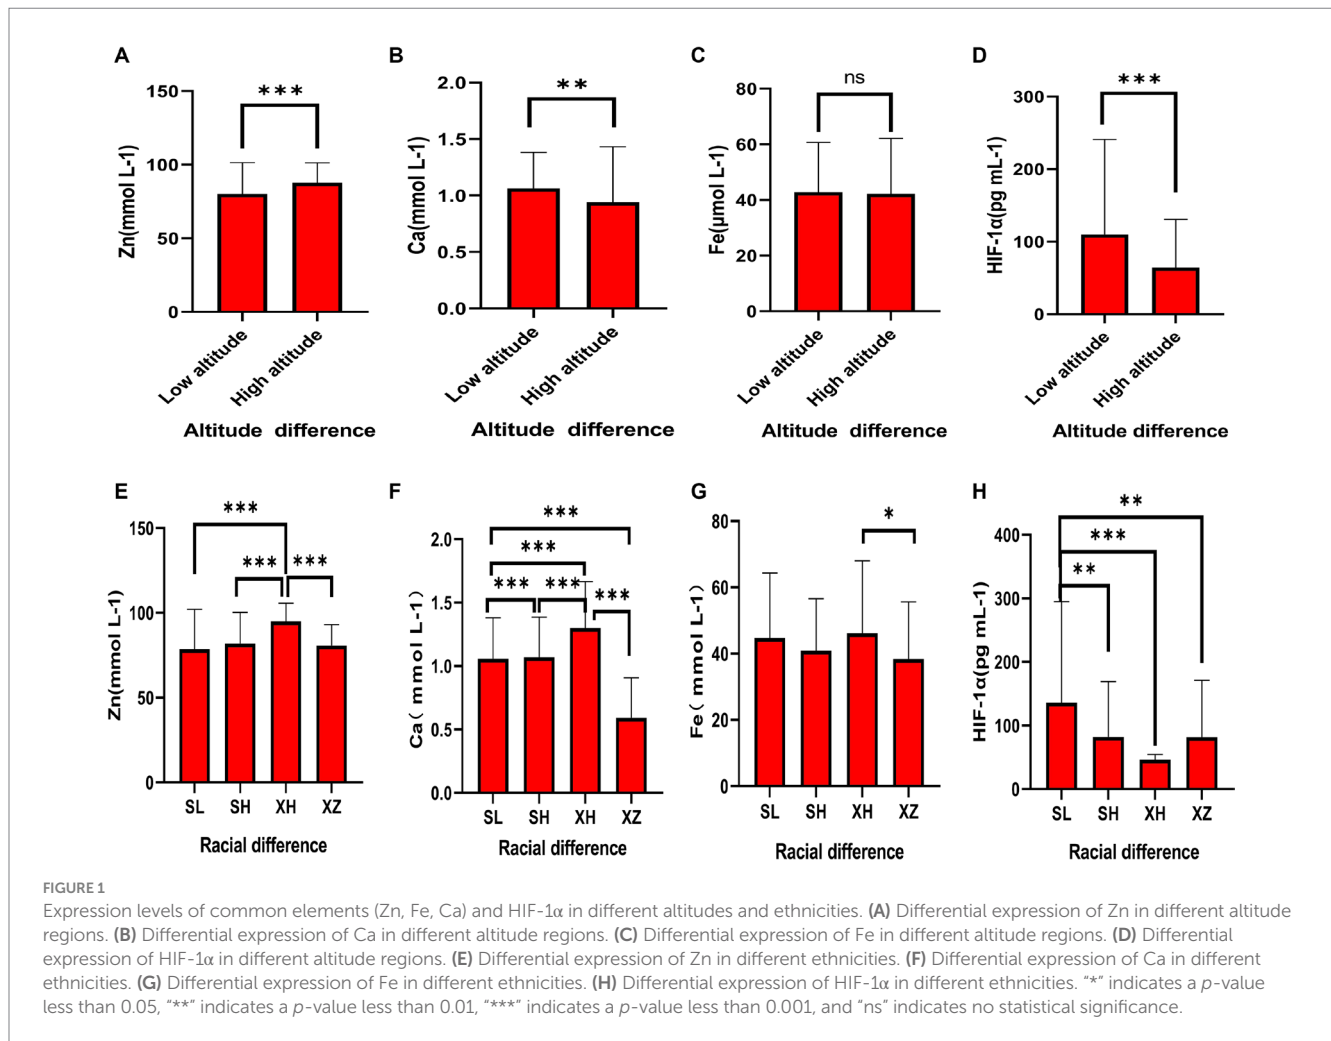 A
Zn(mmol L-1)
150
100
50
0
***
Low altitude
High altitude
Altitude difference
B
Ca(mmol L-1)
2.0
1.5
1.0
0.5
0.0
**
Low altitude
High altitude
Altitude difference
C
Fe(μmol L-1)
80
60
40
20
0
ns
Low altitude
High altitude
Altitude difference
D
HIF-1α(pg mL-1)
300
200
100
0
***
Low altitude
High altitude
Altitude difference
E
Zn(mmol L-1)
150
100
50
0
***
*** ***
SL SH XH XZ
Racial difference
F
Ca( mmol L-1)
2.0
1.5
1.0
0.5
0.0
***
***
*** *** ***
SL SH XH XZ
Racial difference
G
Fe( mmol L-1)
80
60
40
20
0
*
SL SH XH XZ
Racial difference
H
HIF-1α(pg mL-1)
400
300
200
100
0
**
***
**
SL SH XH XZ
Racial difference
FIGURE 1
Expression levels of common elements (Zn, Fe, Ca) and HIF-1α in different altitudes and ethnicities. (A) Differential expression of Zn in different altitude
regions. (B) Differential expression of Ca in different altitude regions. (C) Differential expression of Fe in different altitude regions. (D) Differential
expression of HIF-1α in different altitude regions. (E) Differential expression of Zn in different ethnicities. (F) Differential expression of Ca in different
ethnicities. (G) Differential expression of Fe in different ethnicities. (H) Differential expression of HIF-1α in different ethnicities. "*" indicates a p-value
less than 0.05, "**" indicates a p-value less than 0.01, "***" indicates a p-value less than 0.001, and "ns" indicates no statistical significance.